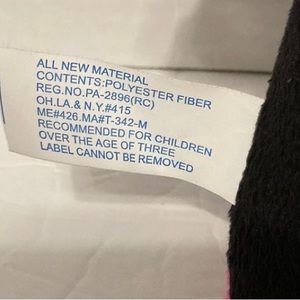 ALL NEW MATERIAL
CONTENTS:POLYESTER FIBER
REG.NO.PA-2896(RC)
OH.LA.& N.Y.#415
ME#426.MA#T-342-M
RECOMMENDED FOR CHILDREN
OVER THE AGE OF THREE
LABEL CANNOT BE REMOVED